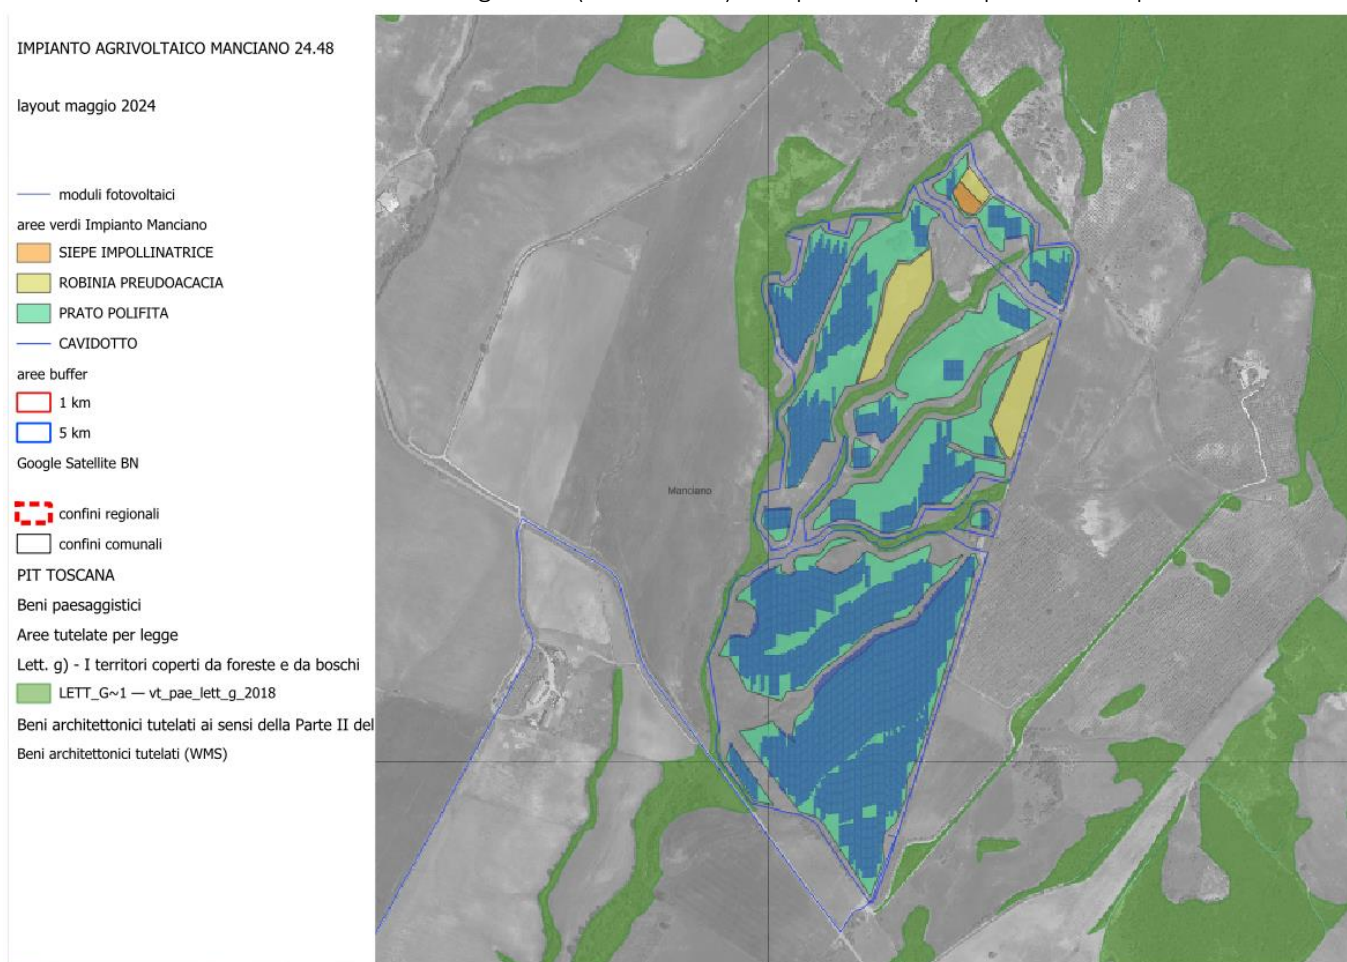 IMPIANTO AGRIVOLTAICO MANCIANO 24.48
layout maggio 2024
moduli fotovoltaici
aree verdi Impianto Manciano
SIEPE IMPOLLINATRICE
ROBINIA PREUDOACACIA
PRATO POLIFITA
CAVIDOTTO
aree buffer
1 km
5 km
Google Satellite BN
confini regionali
confini comunali
PIT TOSCANA
Beni paesaggistici
Aree tutelate per legge
Lett. g) - I territori coperti da foreste e da boschi
LETT_G~1 — vt_pae_lett_g_2018
Beni architettonici tutelati ai sensi della Parte II del
Beni architettonici tutelati (WMS)
Manciano